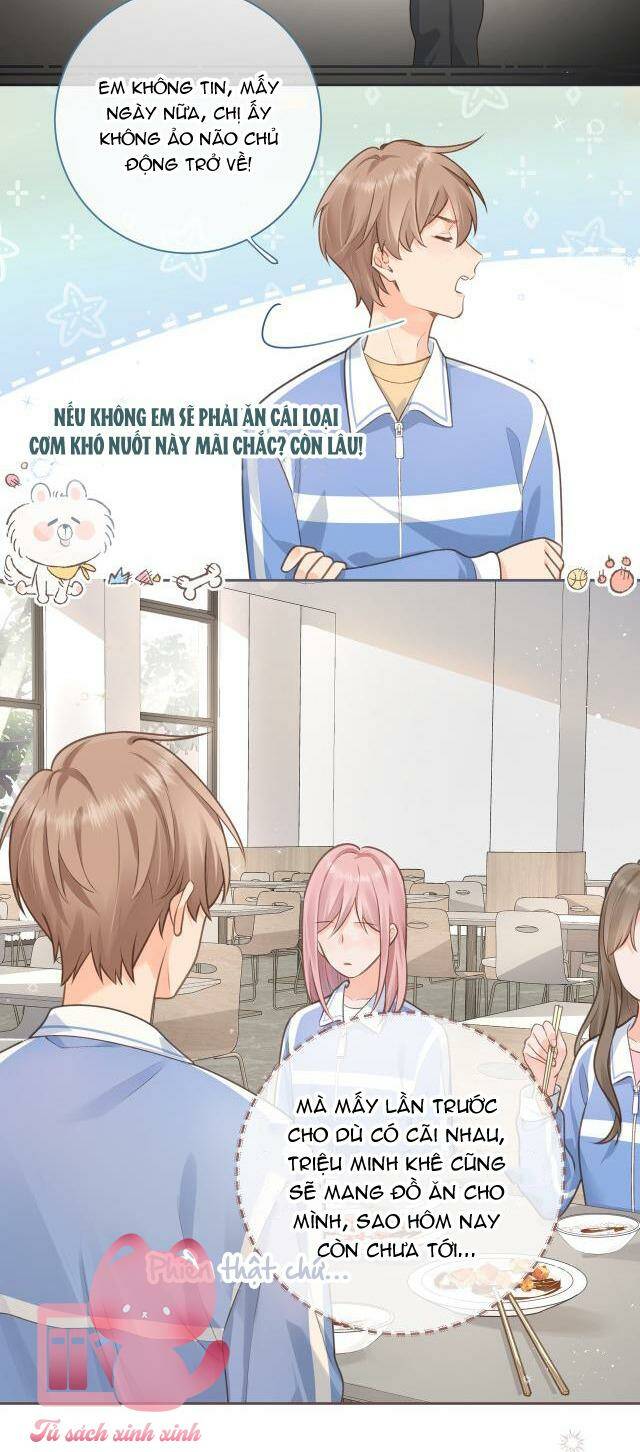 EM KHÔNG TIN, MẤY
NGÀY NỮA, CHỊ ẤY
KHÔNG ẢO NÃO CHỦ
ĐỘNG TRỞ VỀ!
NẾU KHÔNG EM SẼ PHẢI ĂN CÁI LOẠI
CƠM KHÓ NUỐT NÀY MÃI CHẮC? CÒN LÂU!
MÀ MẤY LẦN TRƯỚC
CHO DÙ CÓ CÃI NHAU,
TRIỆU MINH KHÊ CŨNG
SẼ MANG ĐỒ ĂN CHO
MÌNH, SAO HÔM NAY
CÒN CHƯA TỚI...
Phiền thật chứ...
Tủ sách xinh xinh